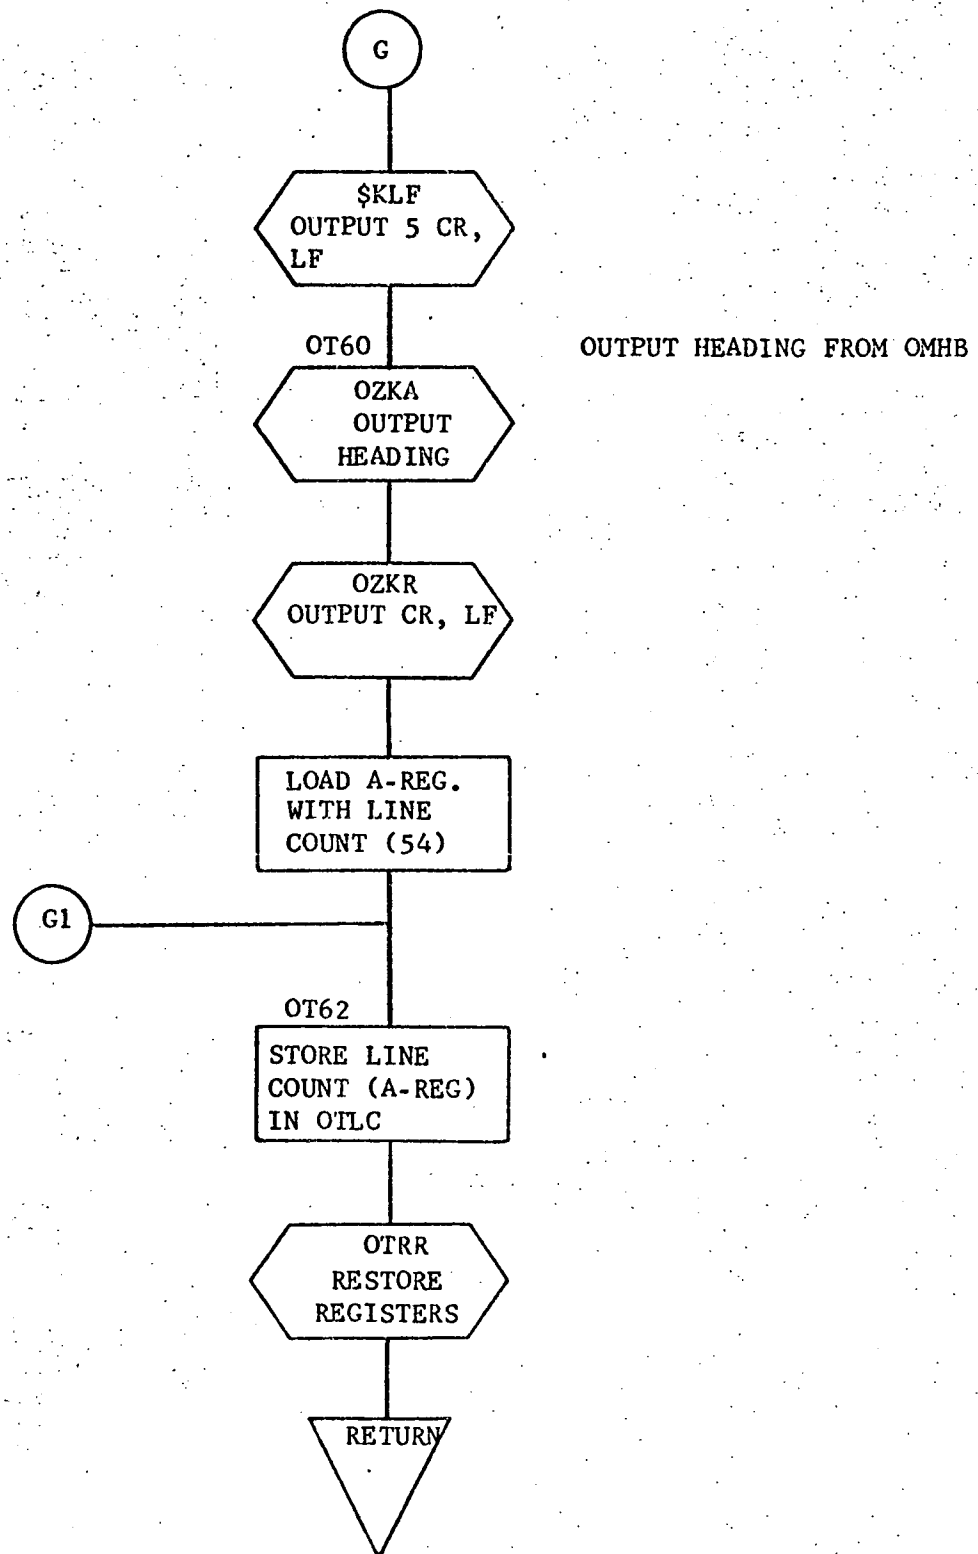 G
$KLF
OUTPUT 5 CR,
LF
OT60
OUTPUT HEADING FROM OMHB
OZKA
OUTPUT
HEADING
OZKR
OUTPUT CR, LF
LOAD A-REG.
WITH LINE
COUNT (54)
G1
OT62
STORE LINE
COUNT (A-REG)
IN OTLC
OTRR
RESTORE
REGISTERS
RETURN